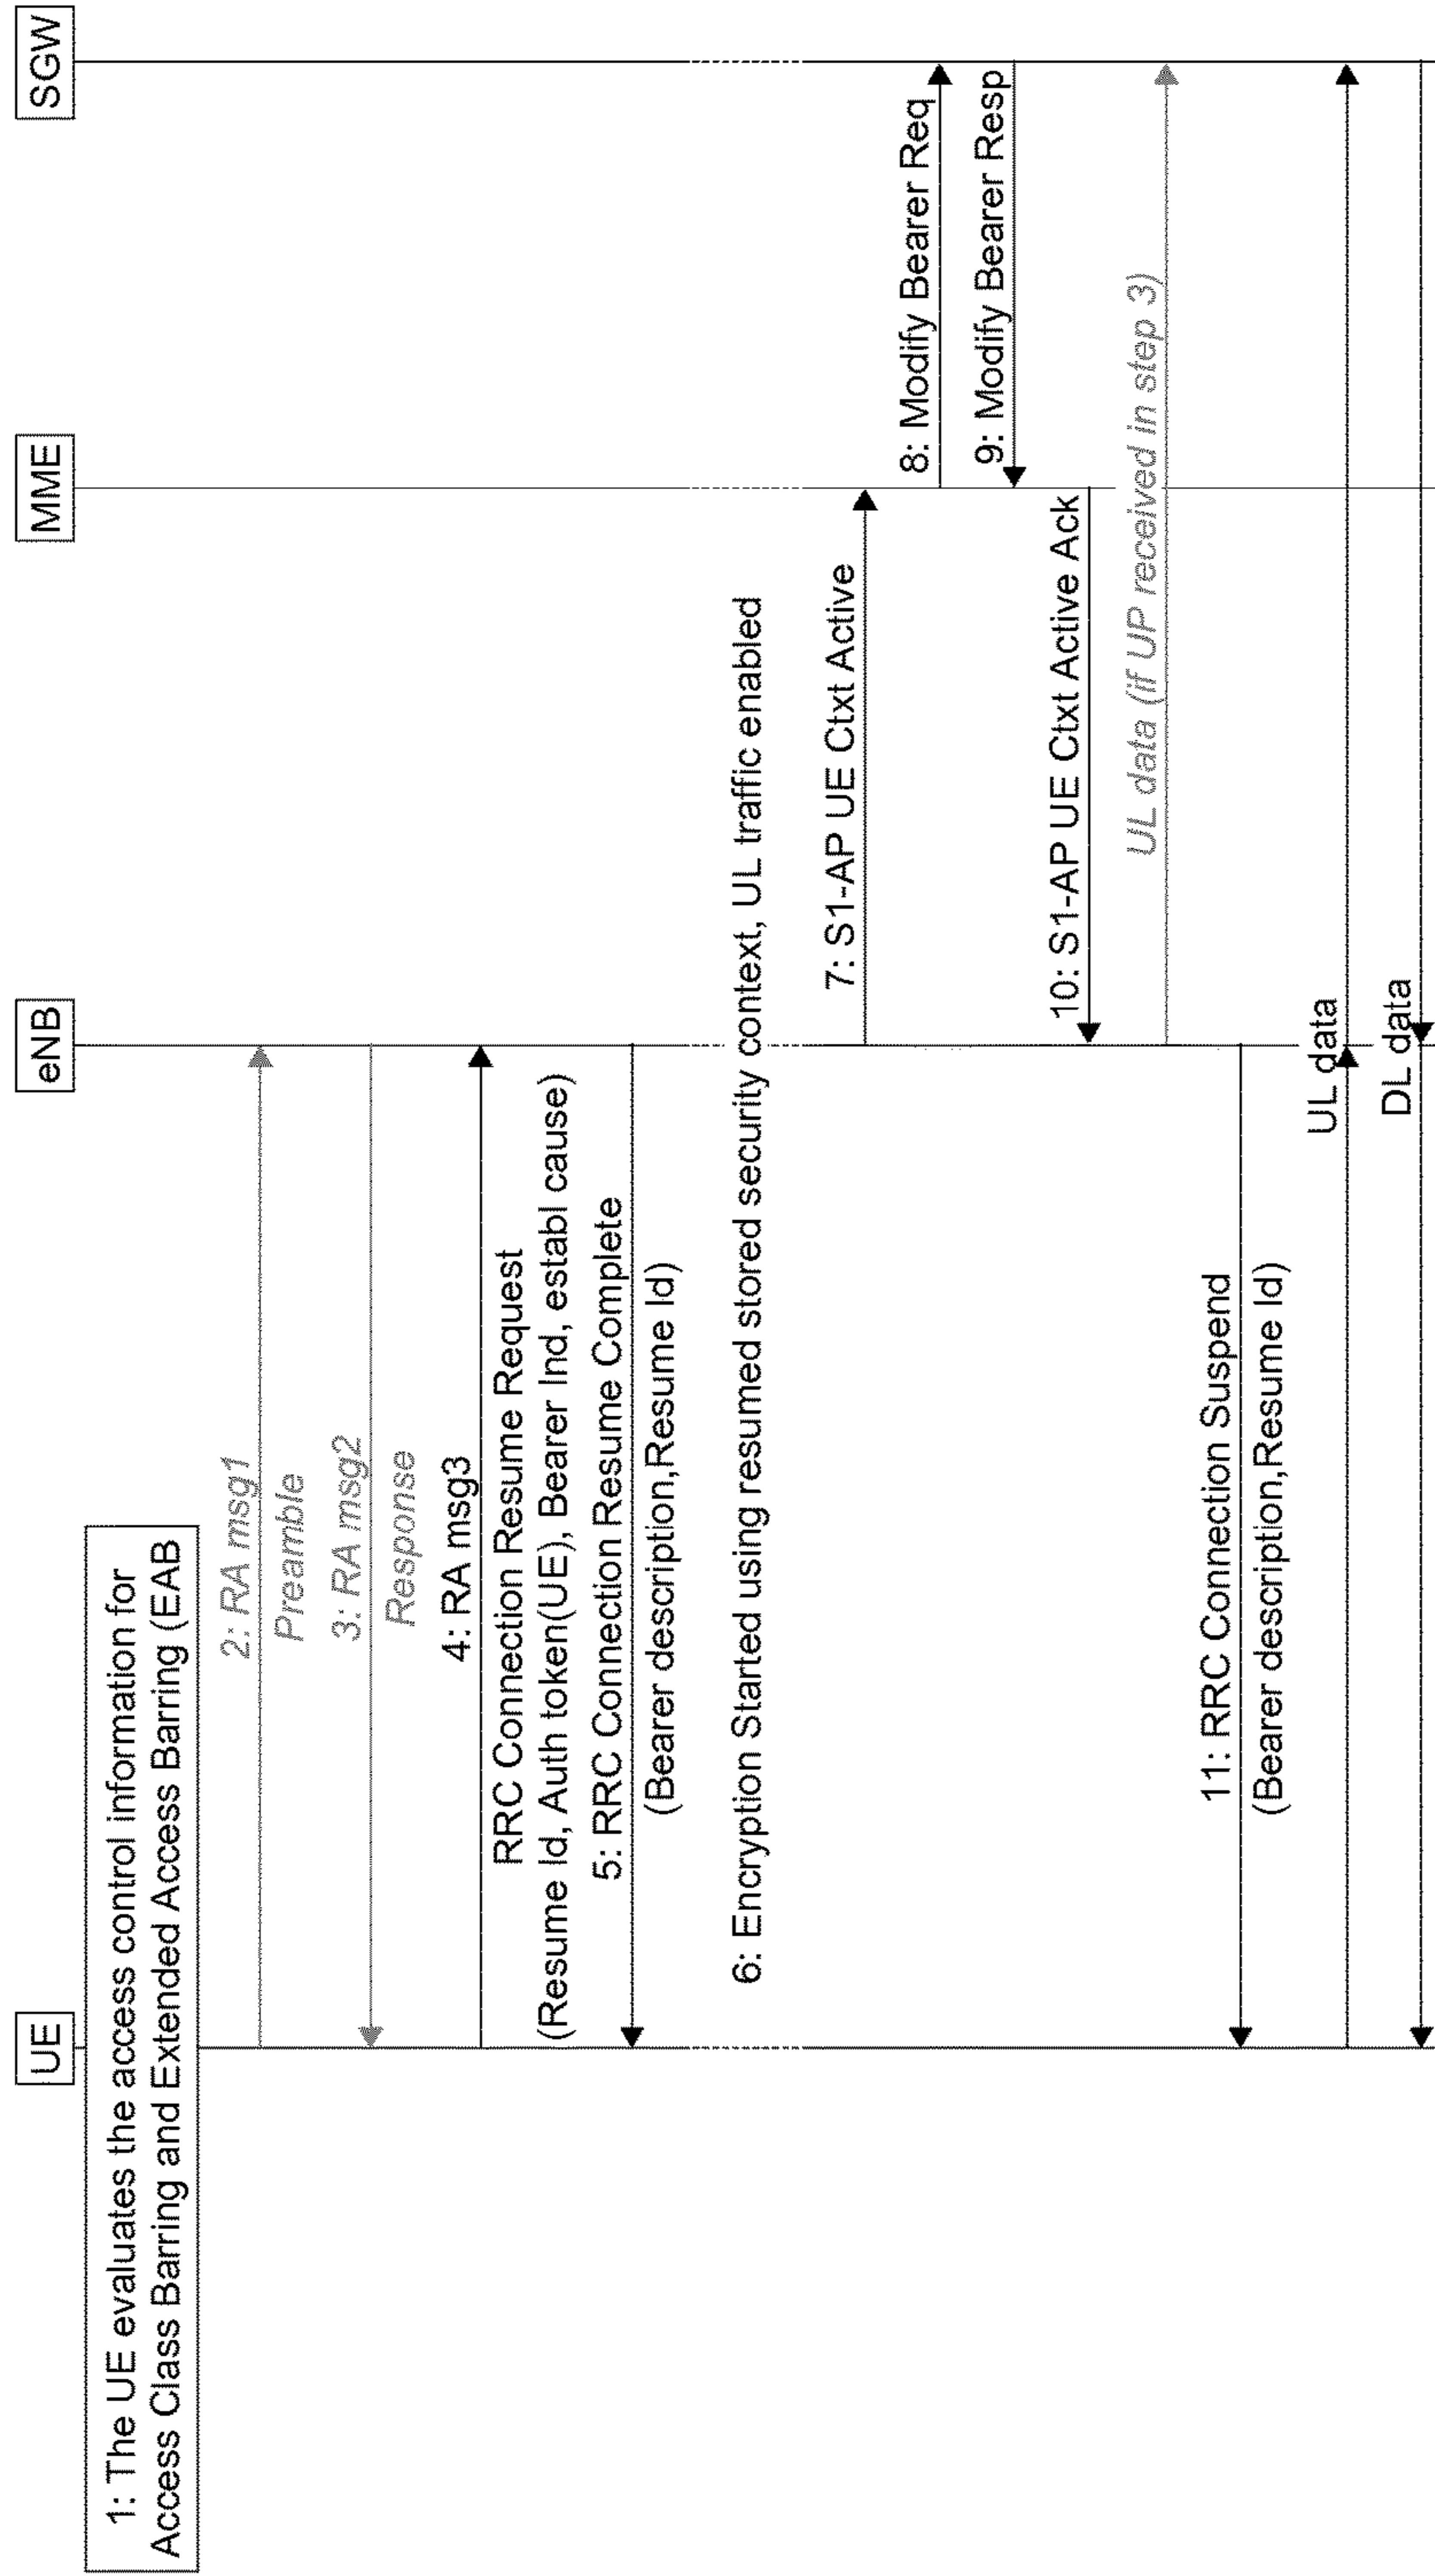 UE
eNB
MME
SGW
1: The UE evaluates the access control information for
Access Class Barring and Extended Access Barring (EAB
2: RA msg1
Preamble
3: RA msg2
Response
4: RA msg3
RRC Connection Resume Request
(Resume Id, Auth token(UE), Bearer Ind, establ cause)
5: RRC Connection Resume Complete
(Bearer description,Resume Id)
6: Encryption Started using resumed stored security context, UL traffic enabled
7: S1-AP UE Ctxt Active
8: Modify Bearer Req
9: Modify Bearer Resp
10: S1-AP UE Ctxt Active Ack
UL data (if UP received in step 3)
11: RRC Connection Suspend
(Bearer description,Resume Id)
UL data
DL data